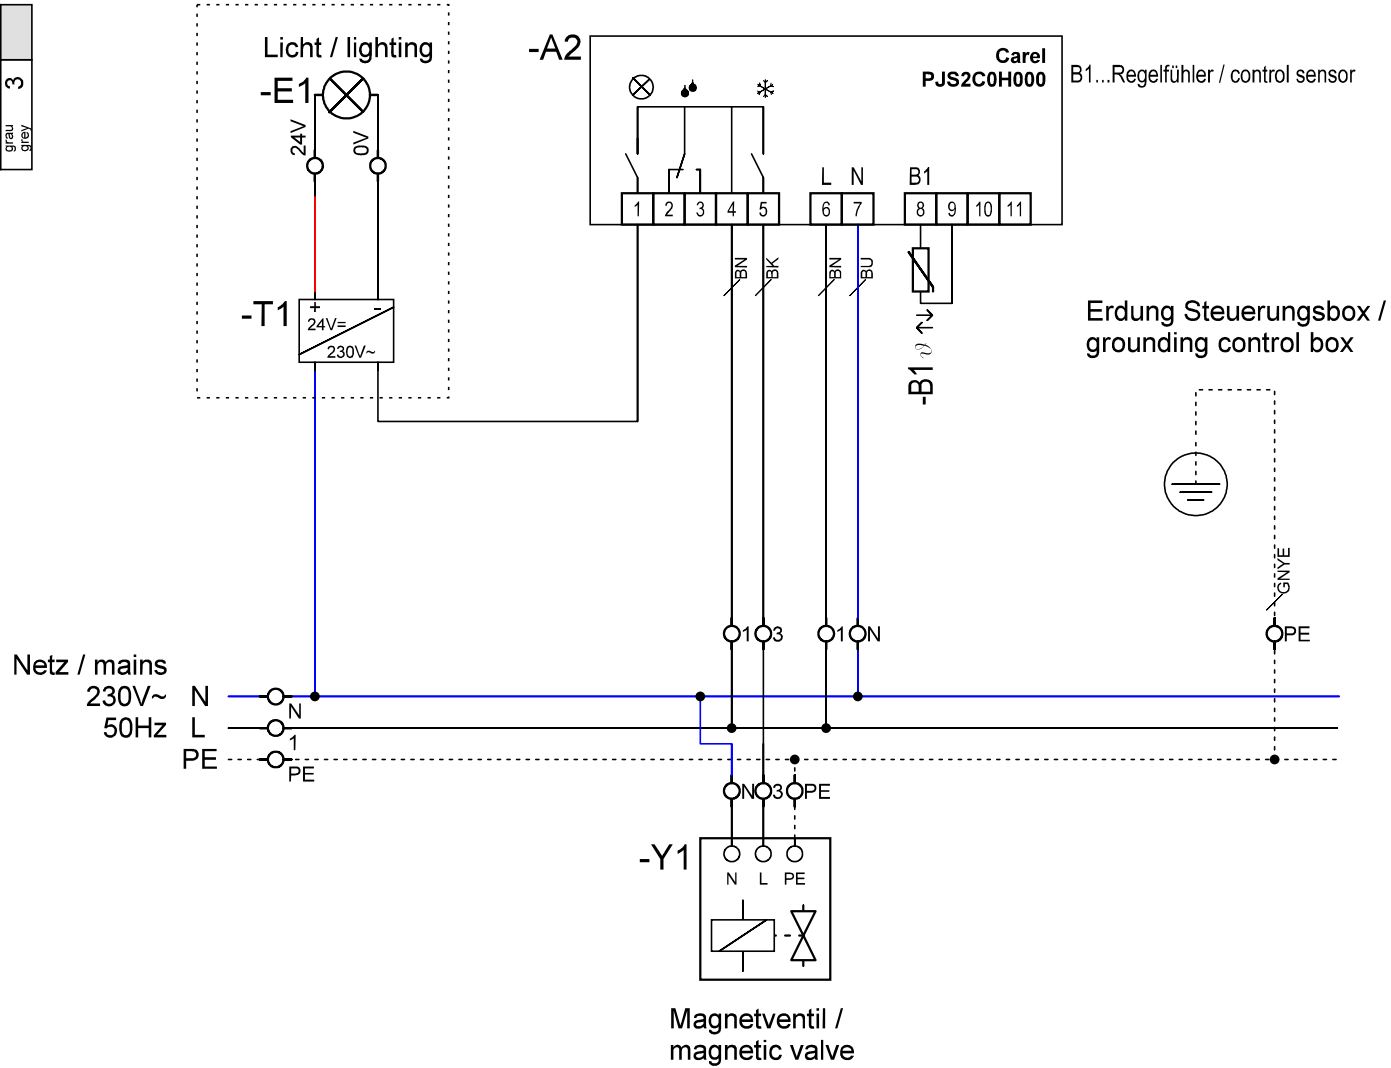 3
grau
grey
Licht / lighting
-E1
24V
0V
-T1
+
-
24V=
230V~
-A2
Carel
PJS2C0H000
B1...Regelfühler / control sensor
L
N
B1
1
2
3
4
5
6
7
8
9
10
11
BN
BK
BN
BU
-B1 ϑ
Erdung Steuerungsbox /
grounding control box
GNYE
1
3
1
N
PE
Netz / mains
230V~ N
50Hz L
PE
N
1
PE
N
3
PE
-Y1
N
L
PE
Magnetventil /
magnetic valve